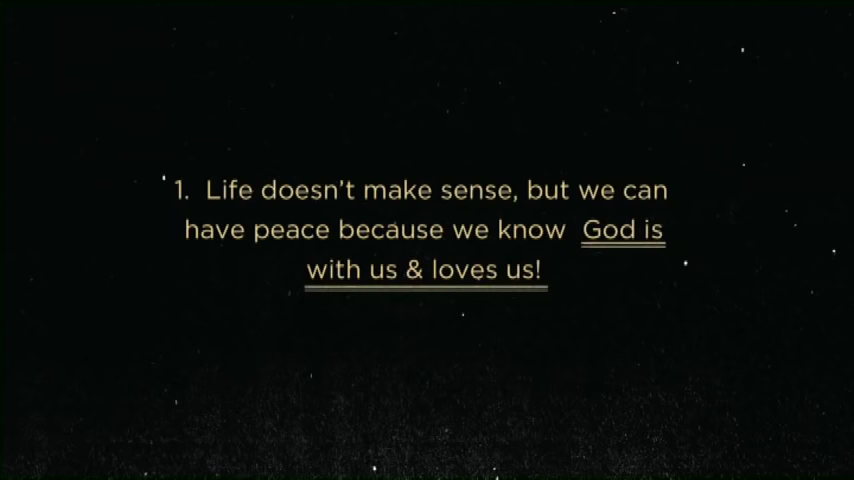 1. Life doesn't make sense, but we can
have peace because we know God is
with us & loves us!